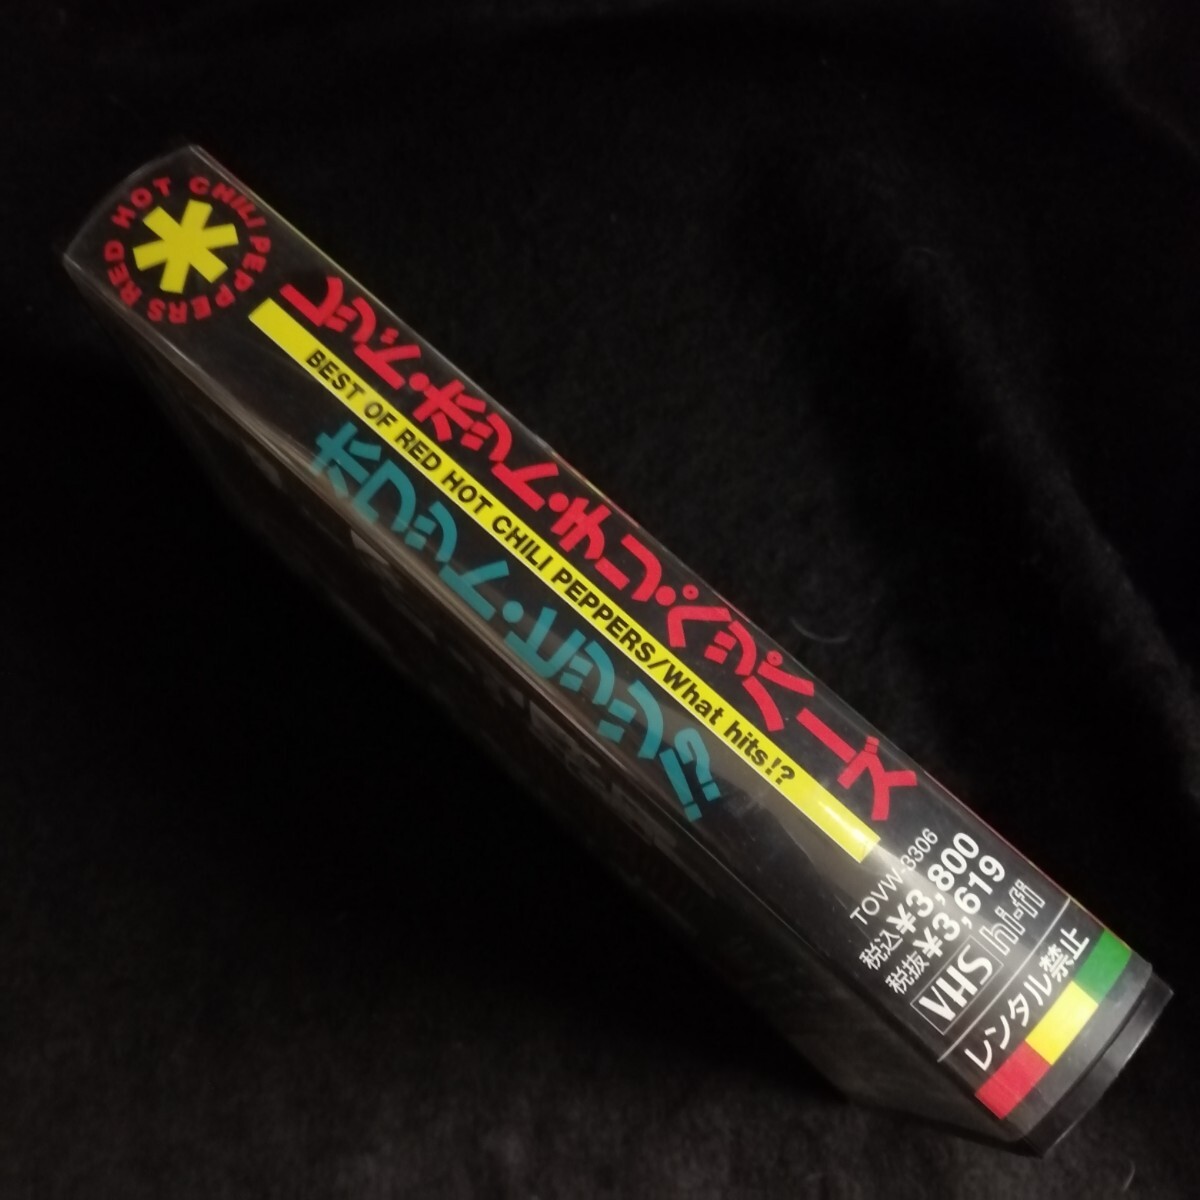 RED HOT CHILI PEPPERS
レッド・ホット・チリ・ペッパーズ
BEST OF RED HOT CHILI PEPPERS/What hits!?
ホワット・ヒッツ!?
TOVW-3306
税込¥3,800
税抜¥3,619
VHS hi-fi
レンタル禁止